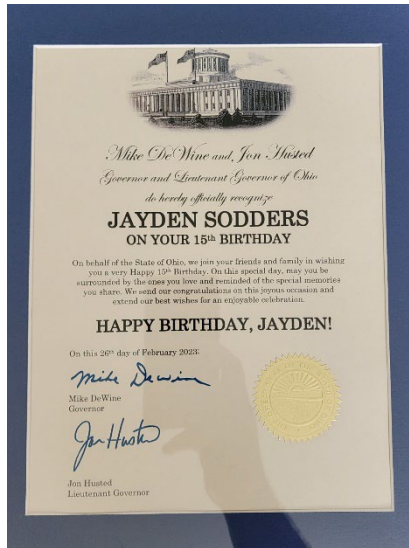 Mike DeWine and Jon Husted
Governor and Lieutenant Governor of Ohio
do hereby officially recognize
JAYDEN SODDERS
ON YOUR 15th BIRTHDAY
On behalf of the State of Ohio, we join your friends and family in wishing
you a very Happy 15th Birthday. On this special day, may you be
surrounded by the ones you love and reminded of the special memories
you share. We send our congratulations on this joyous occasion and
extend our best wishes for an enjoyable celebration.
HAPPY BIRTHDAY, JAYDEN!
On this 26th day of February 2023:
Mike DeWine
Mike DeWine
Governor
Jon Husted
Jon Husted
Lieutenant Governor